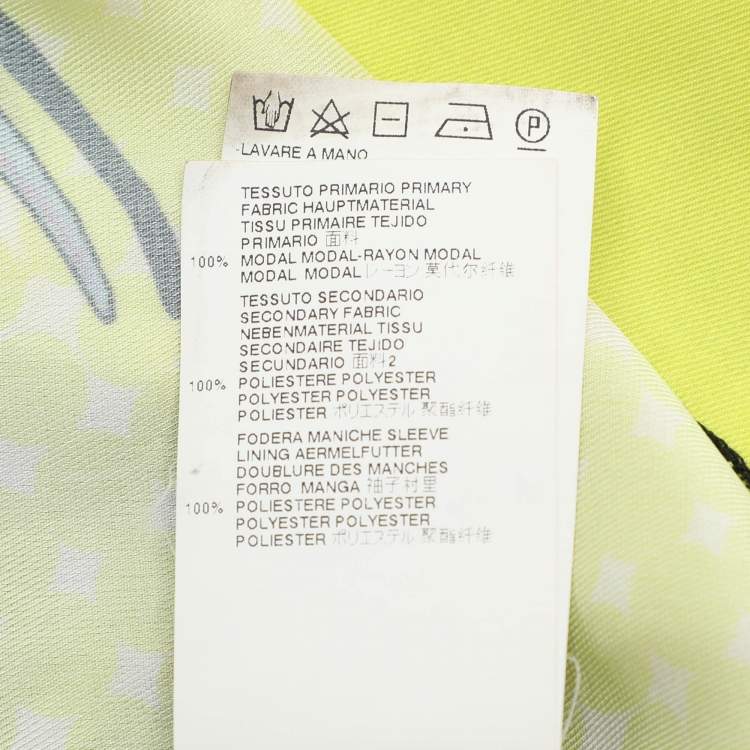 P
-LAVARE A MANO
TESSUTO PRIMARIO PRIMARY
FABRIC HAUPTMATERIAL
TISSU PRIMAIRE TEJIDO
PRIMARIO 面料
100% MODAL MODAL-RAYON MODAL
MODAL MODAL レーヨン 莫代尔纤维
TESSUTO SECONDARIO
SECONDARY FABRIC
NEBENMATERIAL TISSU
SECONDAIRE TEJIDO
SECUNDARIO 面料2
100% POLIESTERE POLYESTER
POLYESTER POLYESTER
POLIESTER ポリエステル 聚酯纤维
FODERA MANICHE SLEEVE
LINING AERMELFUTTER
DOUBLURE DES MANCHES
FORRO MANGA 袖子衬里
100% POLIESTERE POLYESTER
POLYESTER POLYESTER
POLIESTER ポリエステル 聚酯纤维